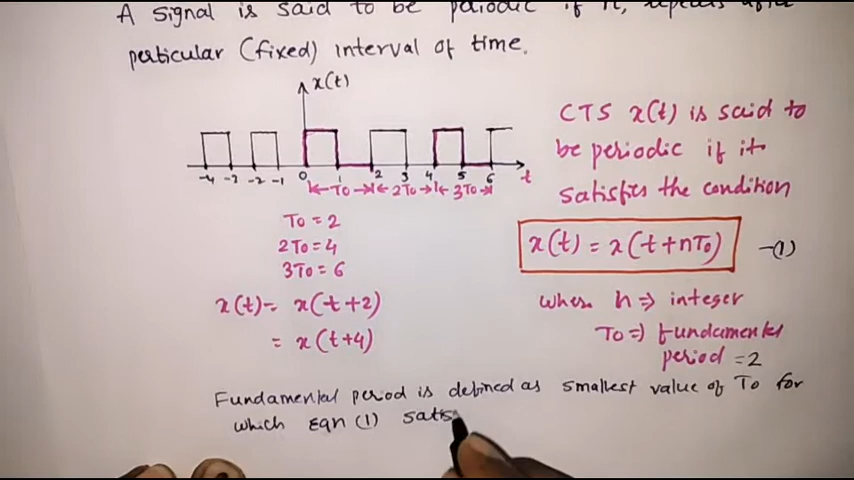 A signal is said to be periodic if it, repeats after
perticular (fixed) interval of time.
x(t)
-4 -3 -2 -1 0 1 2 3 4 5 6 t
To 2To 3To
To = 2
2To = 4
3To = 6
x(t) = x(t+2)
= x(t+4)
CTS x(t) is said to
be periodic if it
satisfies the condition
x(t) = x(t+nTo) -(1)
where n ⇒ integer
To ⇒ fundamental
period = 2
Fundamental period is defined as smallest value of To for
which Eqn (1) satis